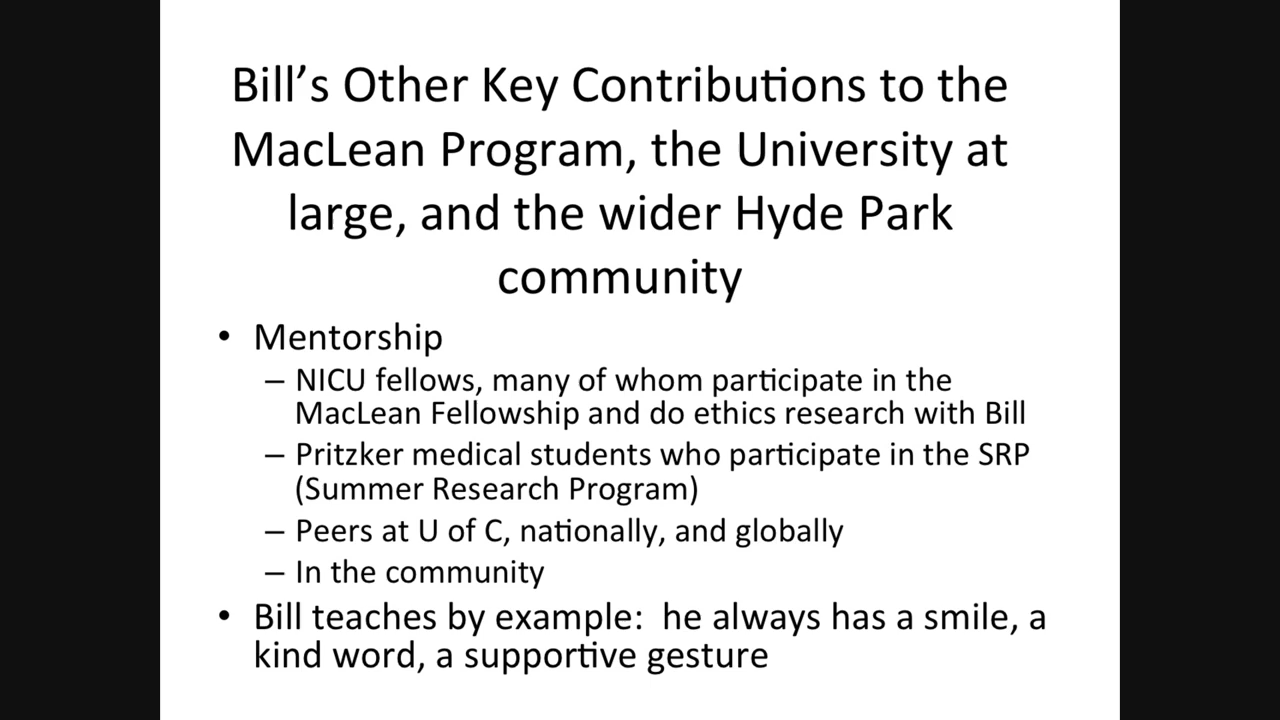 Bill’s Other Key Contributions to the
MacLean Program, the University at
large, and the wider Hyde Park
community
• Mentorship
– NICU fellows, many of whom participate in the
MacLean Fellowship and do ethics research with Bill
– Pritzker medical students who participate in the SRP
(Summer Research Program)
– Peers at U of C, nationally, and globally
– In the community
• Bill teaches by example:  he always has a smile, a
kind word, a supportive gesture